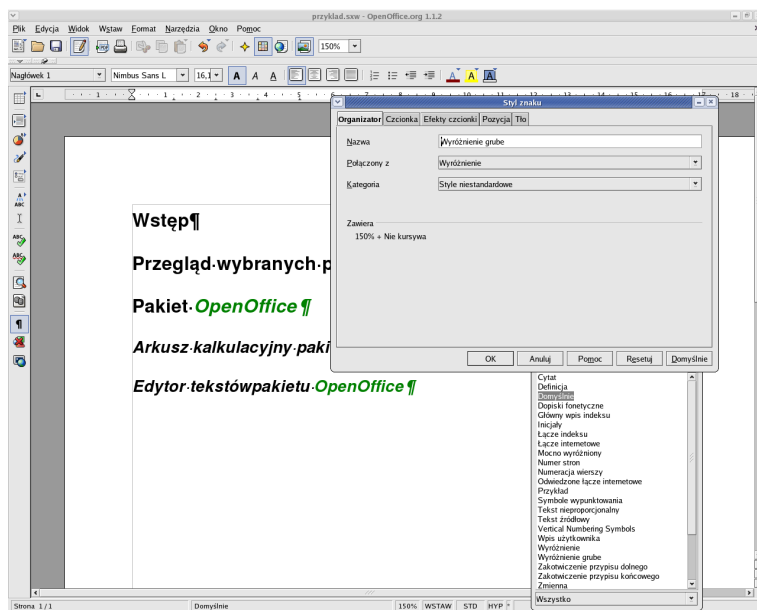 przyklad.sxw - OpenOffice.org 1.1.2
Plik Edycja Widok Wstaw Format Narzędzia Okno Pomoc
150%
Nagłówek 1 Nimbus Sans L 16,1 A A A A A A
Styl znaku
Organizator Czcionka Efekty czcionki Pozycja Tło
Nazwa Wyróżnienie grube
Połączony z Wyróżnienie
Kategoria Style niestandardowe
Zawiera
150% + Nie kursywa
OK Anuluj Pomoc Resetuj Domyślnie
Wstęp¶
Przegląd·wybranych·p
Pakiet·OpenOffice¶
Arkusz·kalkulacyjny·paki
Edytor·tekstówpakietu·OpenOffice¶
Cytat
Definicja
Domyślnie
Dopiski fonetyczne
Główny wpis indeksu
Inicjały
Łącze indeksu
Łącze internetowe
Mocno wyróżniony
Numer stron
Numeracja wierszy
Odwiedzone łącze internetowe
Przykład
Symbole wypunktowania
Tekst nieproporcjonalny
Tekst źródłowy
Vertical Numbering Symbols
Wpis użytkownika
Wyróżnienie
Wyróżnienie grube
Zakotwiczenie przypisu dolnego
Zakotwiczenie przypisu końcowego
Zmienna
Wszystko
Strona 1/1 Domyślnie 150% WSTAW STD HYP *